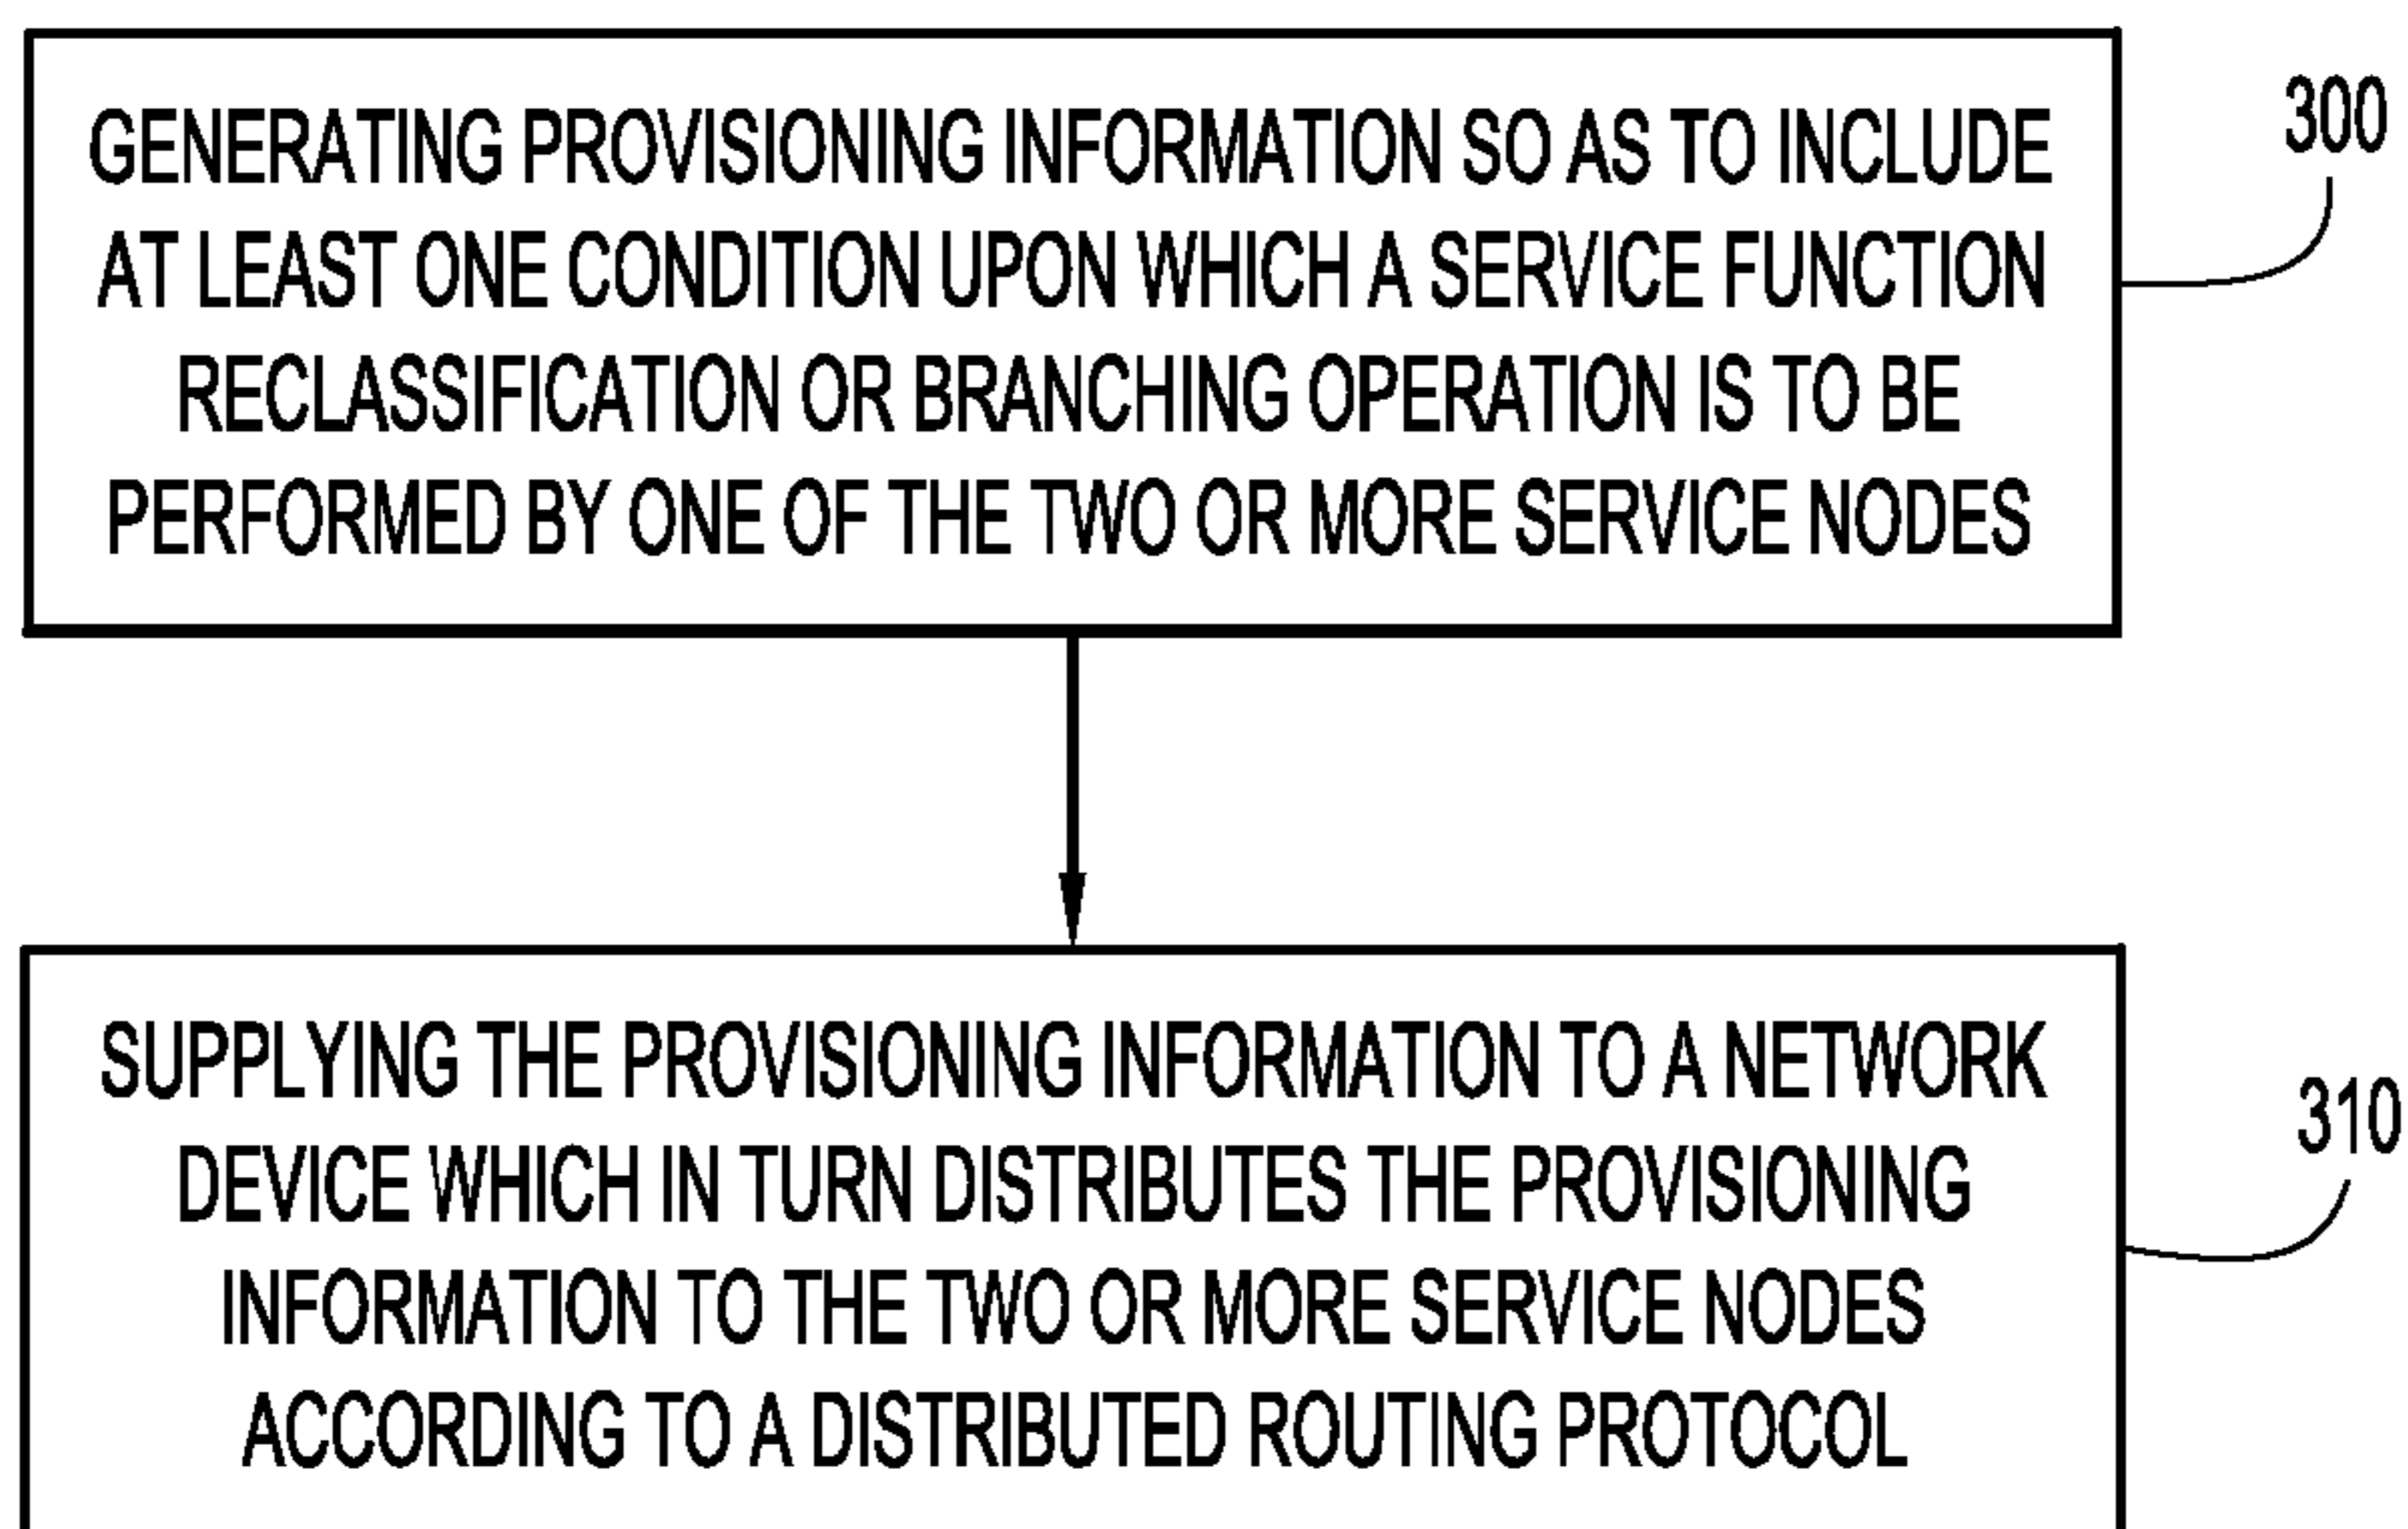 GENERATING PROVISIONING INFORMATION SO AS TO INCLUDE
AT LEAST ONE CONDITION UPON WHICH A SERVICE FUNCTION
RECLASSIFICATION OR BRANCHING OPERATION IS TO BE
PERFORMED BY ONE OF THE TWO OR MORE SERVICE NODES
300
SUPPLYING THE PROVISIONING INFORMATION TO A NETWORK
DEVICE WHICH IN TURN DISTRIBUTES THE PROVISIONING
INFORMATION TO THE TWO OR MORE SERVICE NODES
ACCORDING TO A DISTRIBUTED ROUTING PROTOCOL
310